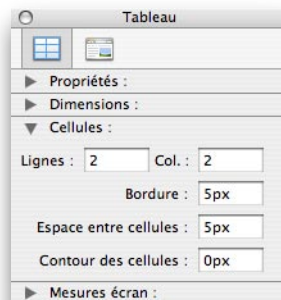 Tableau
Propriétés :
Dimensions :
Cellules :
Lignes : 2 Col. : 2
Bordure : 5px
Espace entre cellules : 5px
Contour des cellules : 0px
Mesures écran :